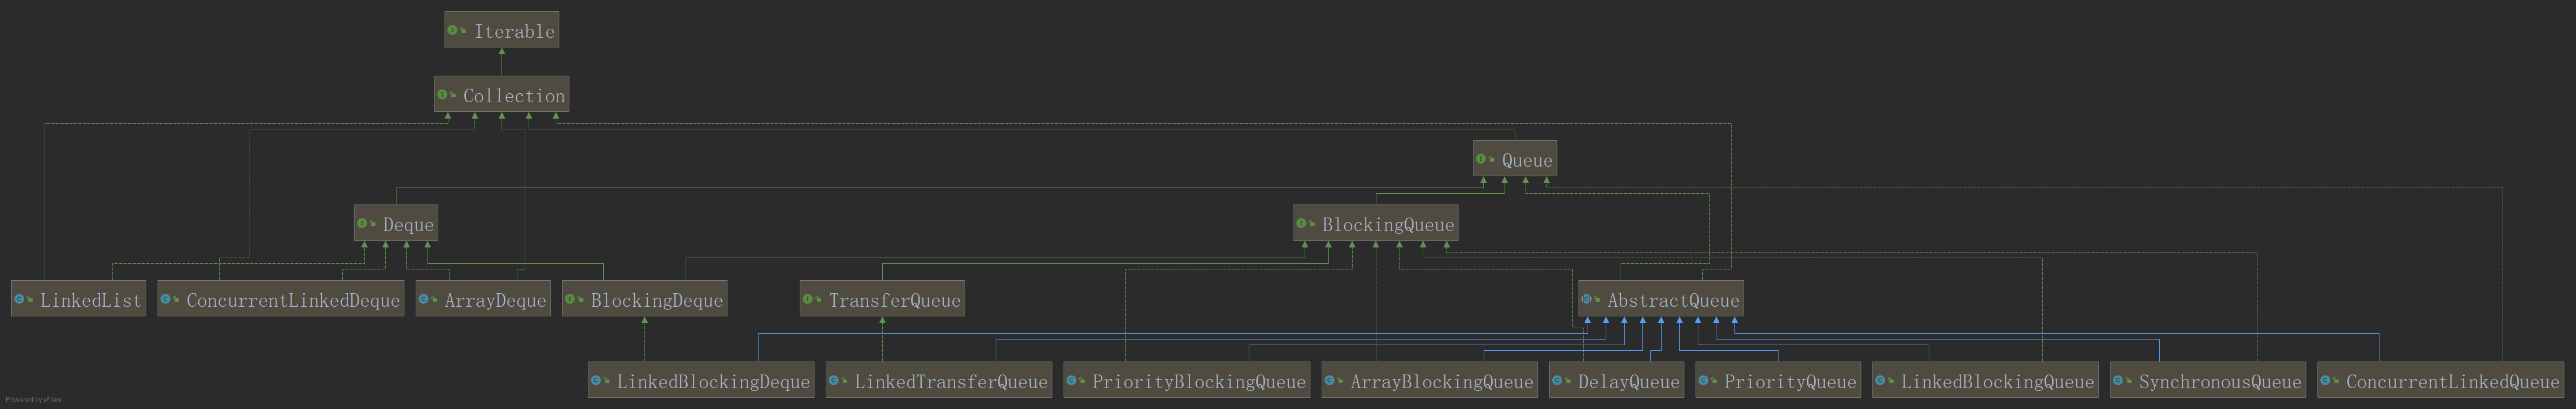 Iterable
Collection
Queue
Deque
BlockingQueue
LinkedList
ConcurrentLinkedDeque
ArrayDeque
BlockingDeque
TransferQueue
AbstractQueue
LinkedBlockingDeque
LinkedTransferQueue
PriorityBlockingQueue
ArrayBlockingQueue
DelayQueue
PriorityQueue
LinkedBlockingQueue
SynchronousQueue
ConcurrentLinkedQueue
Powered by yFiles